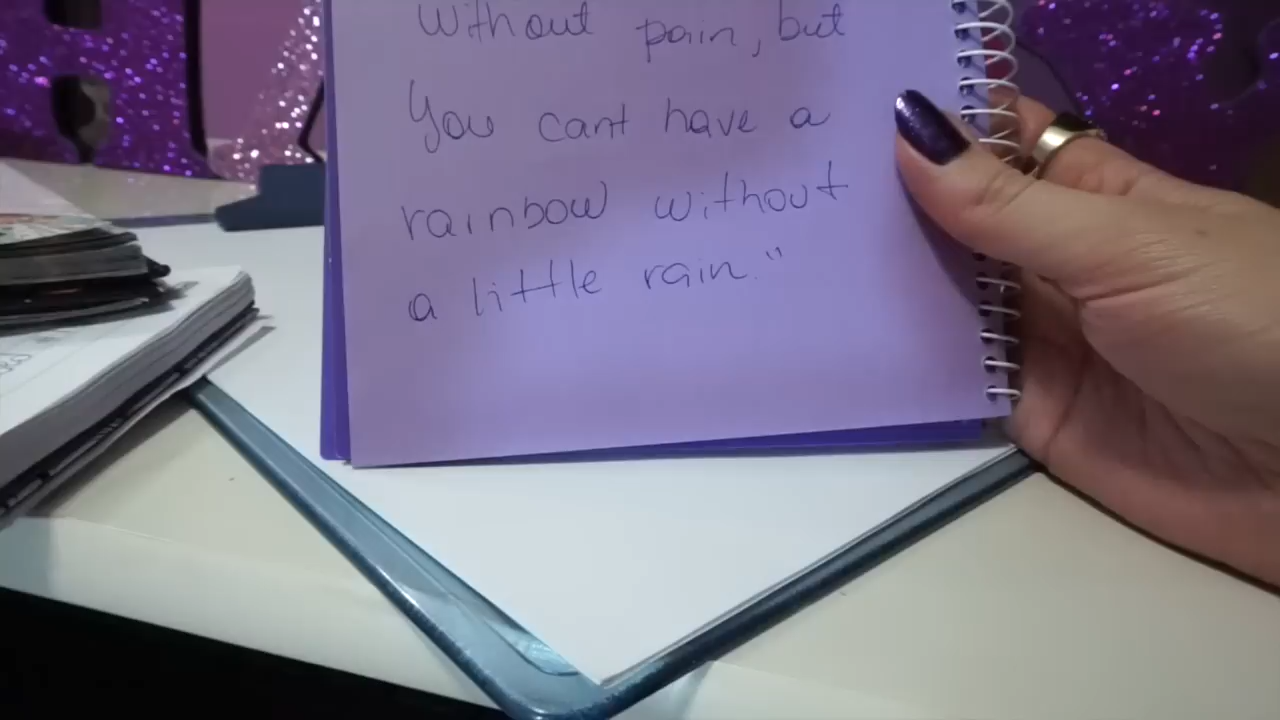 without pain, but
You cant have a
rainbow without
a little rain."